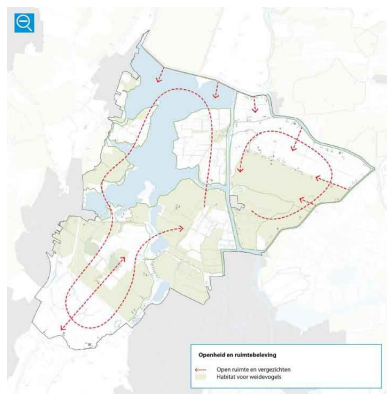 Openheid en ruimtebeleving
Open ruimte en vergezichten
Habitat voor weidevogels